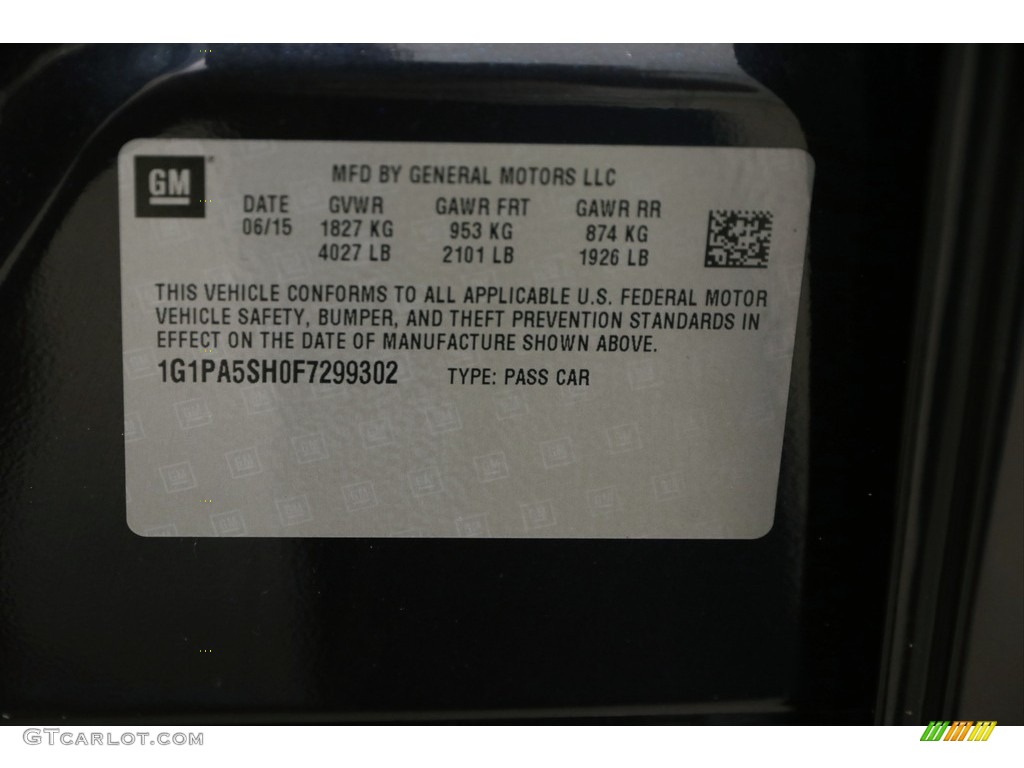 GM
MFD BY GENERAL MOTORS LLC
DATE GVWR GAWR FRT GAWR RR
06/15 1827 KG 953 KG 874 KG
4027 LB 2101 LB 1926 LB
THIS VEHICLE CONFORMS TO ALL APPLICABLE U.S. FEDERAL MOTOR
VEHICLE SAFETY, BUMPER, AND THEFT PREVENTION STANDARDS IN
EFFECT ON THE DATE OF MANUFACTURE SHOWN ABOVE.
1G1PA5SH0F7299302 TYPE: PASS CAR
GTCarLot.com